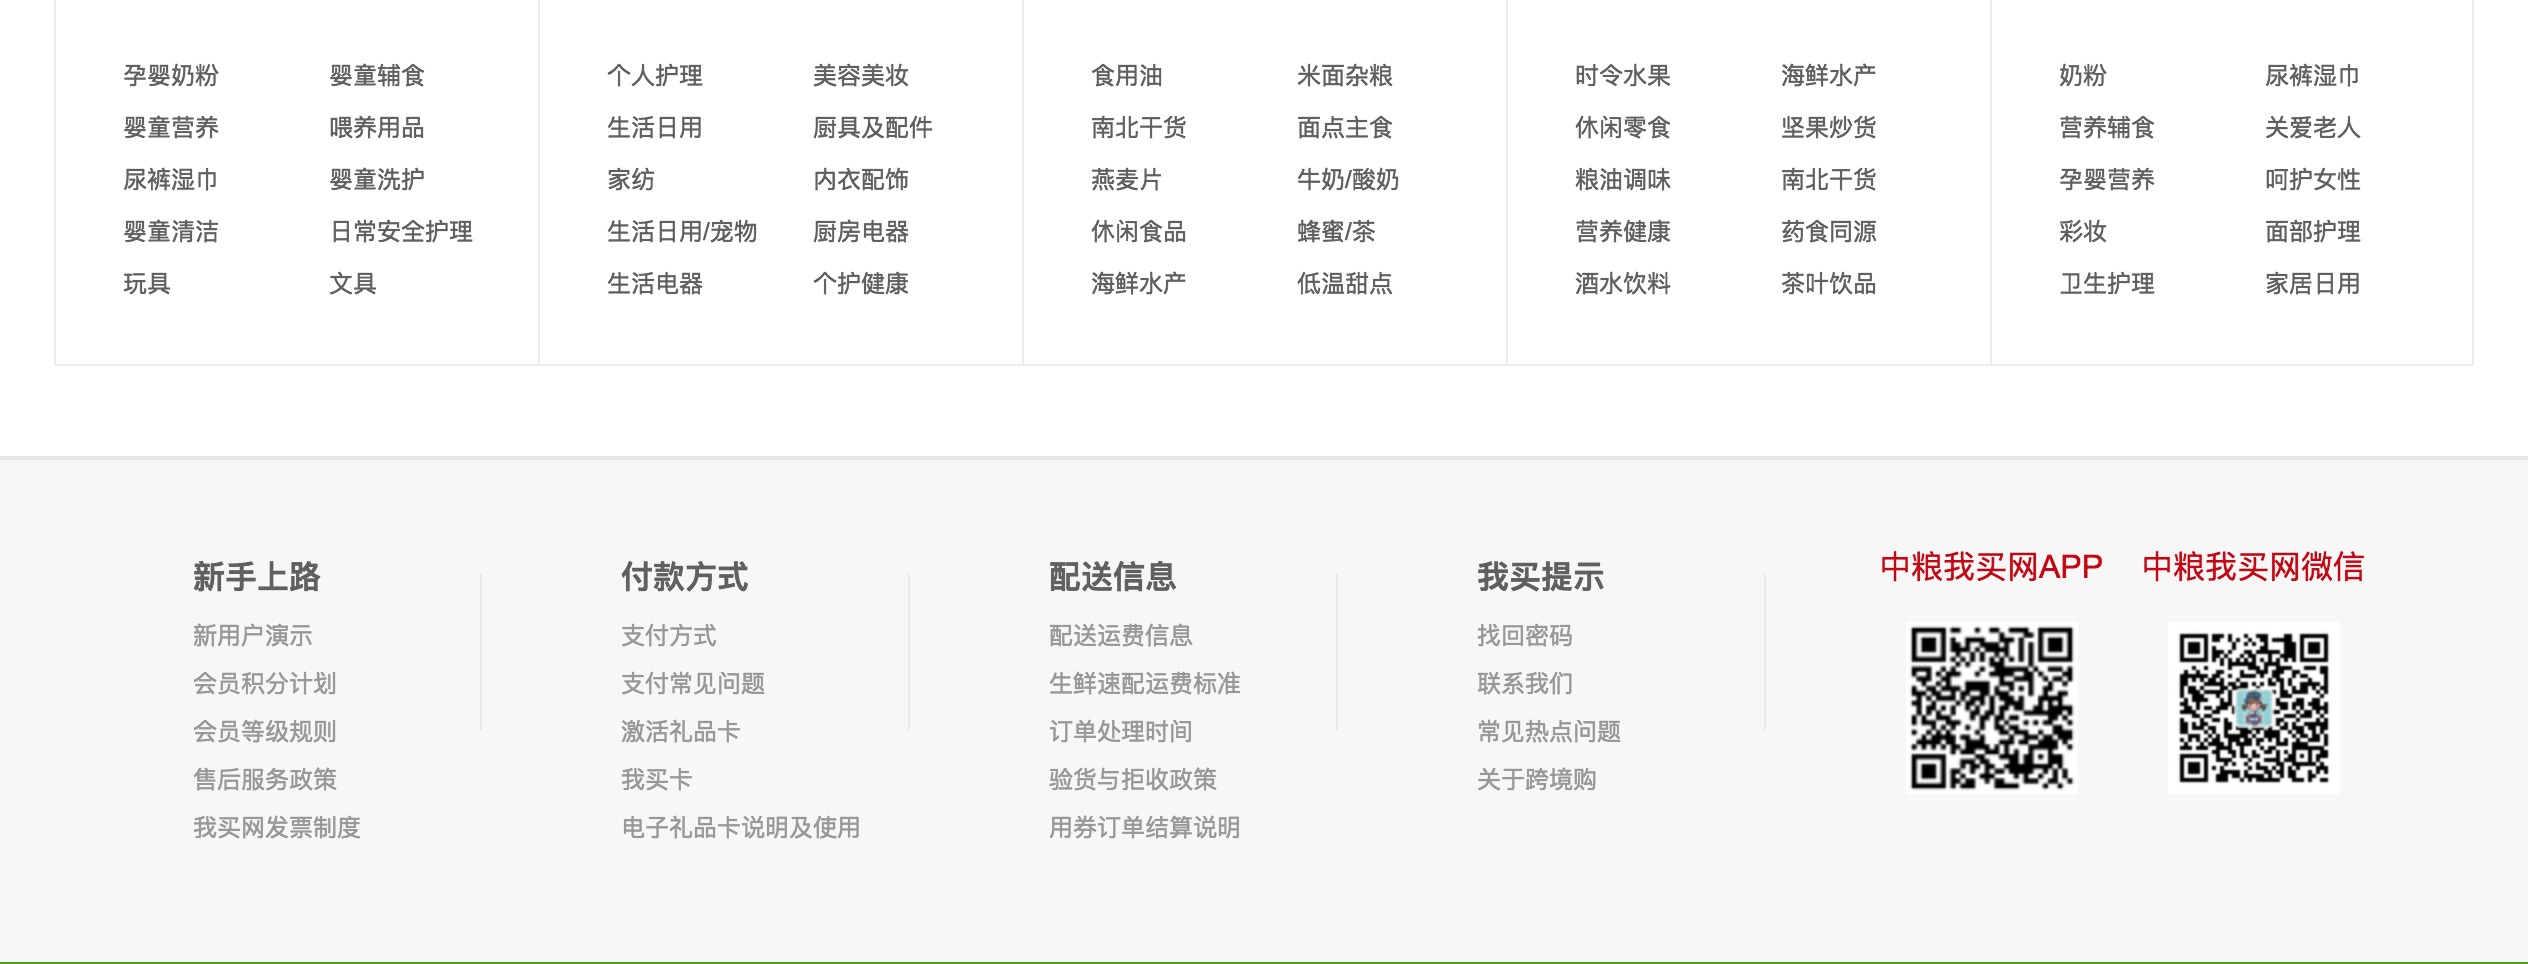 孕婴奶粉 婴童辅食 个人护理 美容美妆 食用油 米面杂粮 时令水果 海鲜水产 奶粉 尿裤湿巾
婴童营养 喂养用品 生活日用 厨具及配件 南北干货 面点主食 休闲零食 坚果炒货 营养辅食 关爱老人
尿裤湿巾 婴童洗护 家纺 内衣配饰 燕麦片 牛奶/酸奶 粮油调味 南北干货 孕婴营养 呵护女性
婴童清洁 日常安全护理 生活日用/宠物 厨房电器 休闲食品 蜂蜜/茶 营养健康 药食同源 彩妆 面部护理
玩具 文具 生活电器 个护健康 海鲜水产 低温甜点 酒水饮料 茶叶饮品 卫生护理 家居日用
新手上路
新用户演示
会员积分计划
会员等级规则
售后服务政策
我买网发票制度
付款方式
支付方式
支付常见问题
激活礼品卡
我买卡
电子礼品卡说明及使用
配送信息
配送运费信息
生鲜速配运费标准
订单处理时间
验货与拒收政策
用券订单结算说明
我买提示
找回密码
联系我们
常见热点问题
关于跨境购
中粮我买网APP
中粮我买网微信